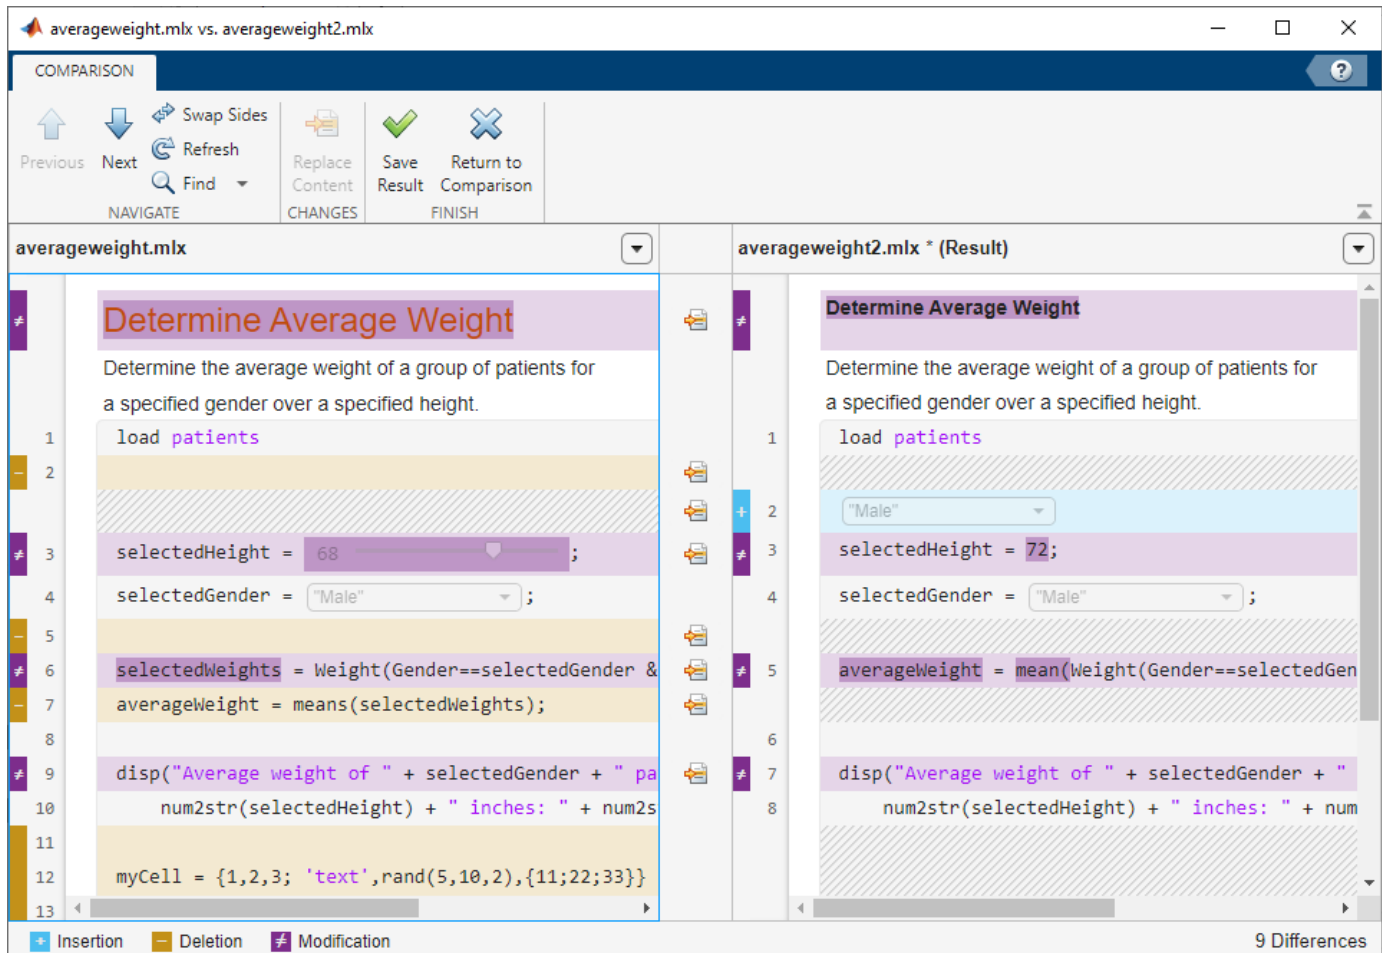 averageweight.mlx vs. averageweight2.mlx
COMPARISON
?
Previous
Next
Swap Sides
Refresh
Find
NAVIGATE
Replace Content
CHANGES
Save Result
Return to Comparison
FINISH
averageweight.mlx
averageweight2.mlx * (Result)
≠ Determine Average Weight
Determine the average weight of a group of patients for
a specified gender over a specified height.
1 load patients
− 2
≠ 3 selectedHeight = 68 ;
4 selectedGender = "Male" ;
− 5
≠ 6 selectedWeights = Weight(Gender==selectedGender &
− 7 averageWeight = means(selectedWeights);
8
≠ 9 disp("Average weight of " + selectedGender + " pa
10 num2str(selectedHeight) + " inches: " + num2s
11
12 myCell = {1,2,3; 'text',rand(5,10,2),{11;22;33}}
13
≠ Determine Average Weight
Determine the average weight of a group of patients for
a specified gender over a specified height.
1 load patients
+ 2 "Male"
≠ 3 selectedHeight = 72;
4 selectedGender = "Male" ;
≠ 5 averageWeight = mean(Weight(Gender==selectedGen
6
≠ 7 disp("Average weight of " + selectedGender + "
8 num2str(selectedHeight) + " inches: " + num
+ Insertion − Deletion ≠ Modification
9 Differences